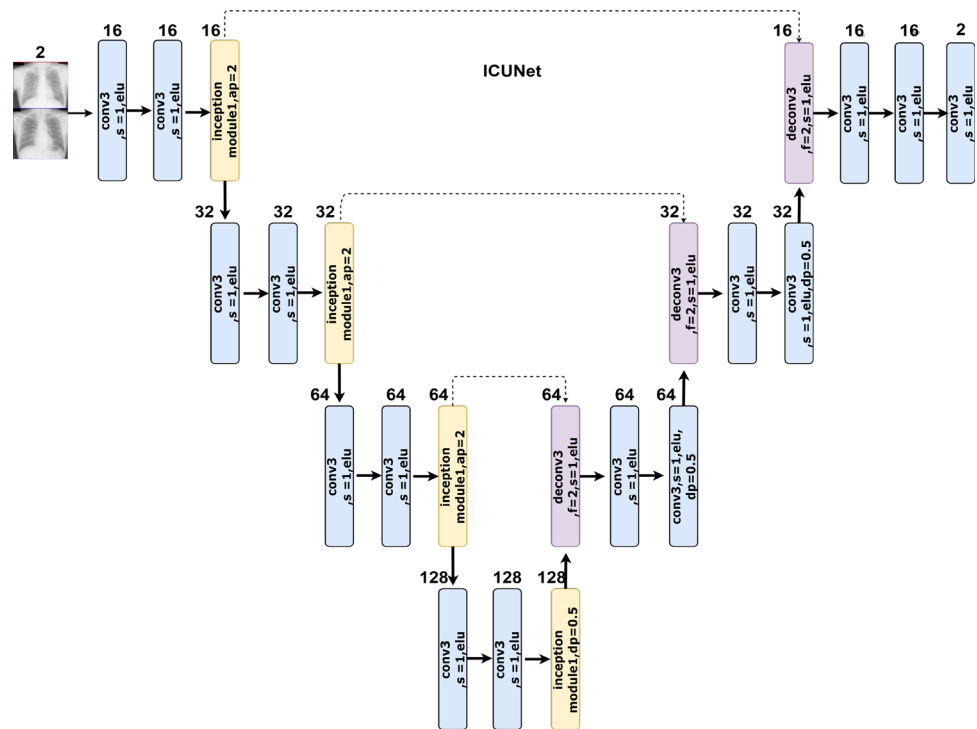 ICUNet
2
16
conv3
,s =1,elu
16
conv3
,s =1,elu
16
inception
module1,ap=2
16
deconv3
,f=2,s=1,elu
16
conv3
,s =1,elu
16
conv3
,s =1,elu
2
conv3
,s =1,elu
32
conv3
,s =1,elu
32
conv3
,s =1,elu
32
inception
module1,ap=2
32
deconv3
,f=2,s=1,elu
32
conv3
,s =1,elu
32
conv3
,s =1,elu,dp=0.5
64
conv3
,s =1,elu
64
conv3
,s =1,elu
64
inception
module1,ap=2
64
deconv3
,f=2,s=1,elu
64
conv3
,s =1,elu
64
conv3,s=1,elu,
dp=0.5
128
conv3
,s =1,elu
128
conv3
,s =1,elu
128
inception
module1,dp=0.5